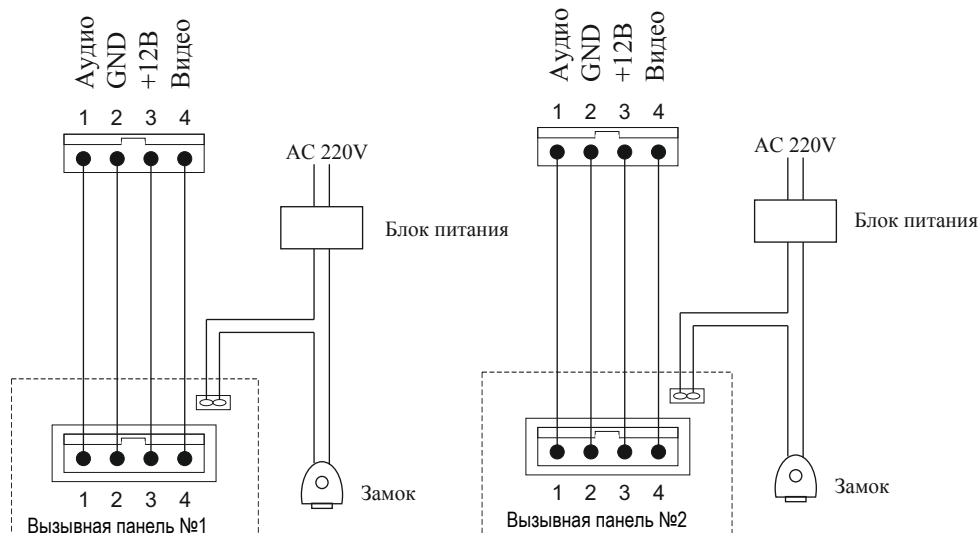 Аудио
GND
+12В
Видео
1 2 3 4
AC 220V
Блок питания
1 2 3 4
Замок
Вызывная панель №1
Аудио
GND
+12В
Видео
1 2 3 4
AC 220V
Блок питания
1 2 3 4
Замок
Вызывная панель №2